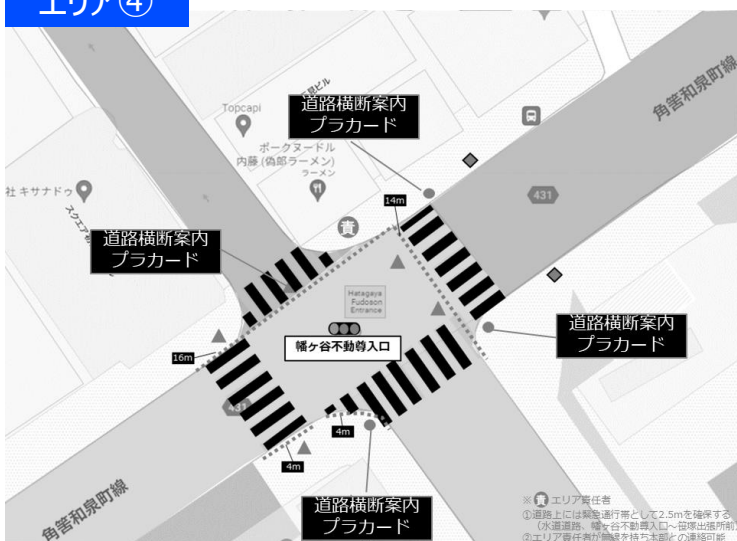 エリア④
Topcapi
道路横断案内
プラカード
角筈和泉町線
ポークヌードル
内藤 (偽郎ラーメン)
ラーメン
社 キサナドゥ
431
14m
責
道路横断案内
プラカード
Hatagaya
Fudoson
Entrance
幡ヶ谷不動尊入口
道路横断案内
プラカード
16m
431
4m
4m
角筈和泉町線
道路横断案内
プラカード
※責 エリア責任者
①道路上には緊急通行帯として2.5mを確保する
(水道道路、幡ヶ谷不動尊入口～笹塚出張所前)
②エリア責任者が無線を持ち本部との連絡可能